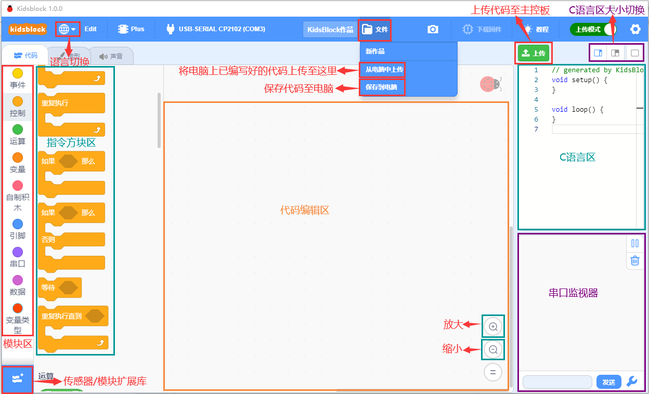 Kidsblock 1.0.0
上传代码至主控板
C语言区大小切换
kidsblock
Edit
Plus
USB-SERIAL CP2102 (COM3)
KidsBlock作品
文件
教程
上传模式
代码
声音
语言切换
新作品
从电脑中上传
保存到电脑
将电脑上已编写好的代码上传至这里
保存代码至电脑
上传
事件
控制
运算
变量
自制积木
引脚
串口
数据
变量类型
模块区
重复执行
指令方块区
如果 那么
如果 那么
否则
等待
重复执行直到
运算
传感器/模块扩展库
代码编辑区
放大
缩小
1 // generated by KidsBlo
2 void setup() {
3 }
4
5 void loop() {
6 }
7
C语言区
串口监视器
发送